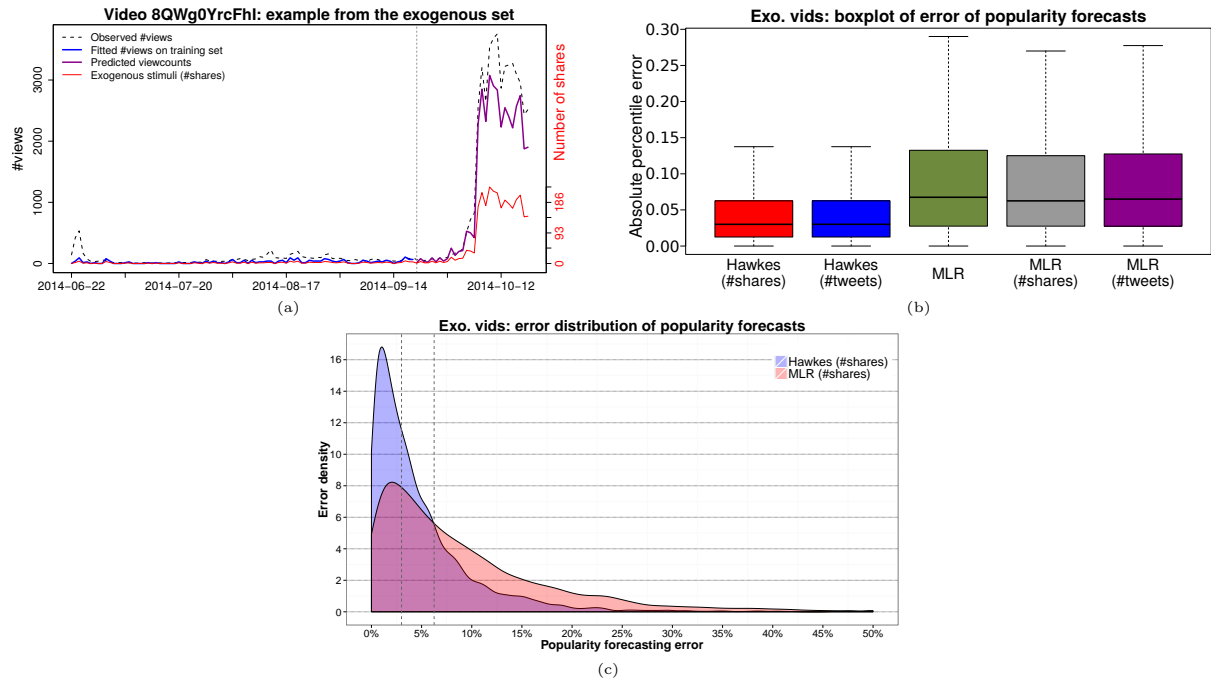 Video 8QWg0YrcFhI: example from the exogenous set
Observed #views
Fitted #views on training set
Predicted viewcounts
Exogenous stimuli (#shares)
#views
3000
2000
1000
0
Number of shares
186
93
0
2014−06−22
2014−07−20
2014−08−17
2014−09−14
2014−10−12
(a)
Exo. vids: boxplot of error of popularity forecasts
Absolute percentile error
0.30
0.25
0.20
0.15
0.10
0.05
0.00
Hawkes
(#shares)
Hawkes
(#tweets)
MLR
MLR
(#shares)
MLR
(#tweets)
(b)
Exo. vids: error distribution of popularity forecasts
Error density
16
14
12
10
8
6
4
2
0
Hawkes (#shares)
MLR (#shares)
0%
5%
10%
15%
20%
25%
30%
35%
40%
45%
50%
Popularity forecasting error
(c)